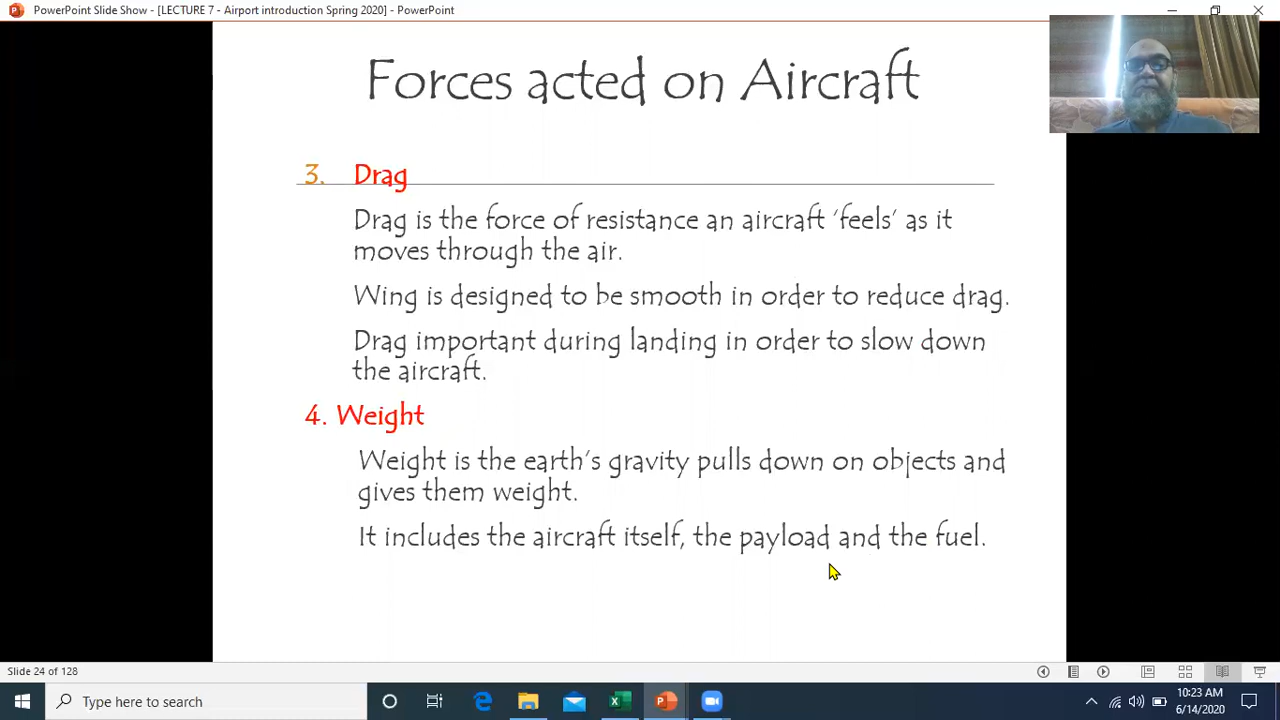 PowerPoint Slide Show - [LECTURE 7 - Airport introduction Spring 2020] - PowerPoint
Forces acted on Aircraft
3. Drag
Drag is the force of resistance an aircraft ‘feels’ as it
moves through the air.
Wing is designed to be smooth in order to reduce drag.
Drag important during landing in order to slow down
the aircraft.
4. Weight
Weight is the earth’s gravity pulls down on objects and
gives them weight.
It includes the aircraft itself, the payload and the fuel.
Slide 24 of 128
Type here to search
10:23 AM
6/14/2020